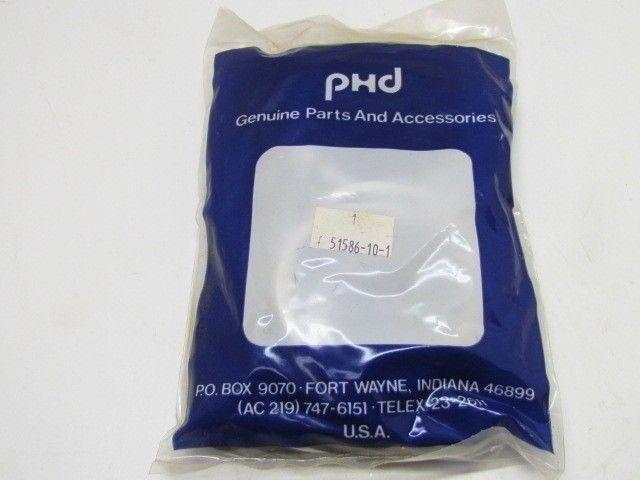 PHD
Genuine Parts And Accessories
1
51586-10-1
P.O. BOX 9070 · FORT WAYNE, INDIANA 46899
(AC 219) 747-6151 · TELEX
U.S.A.